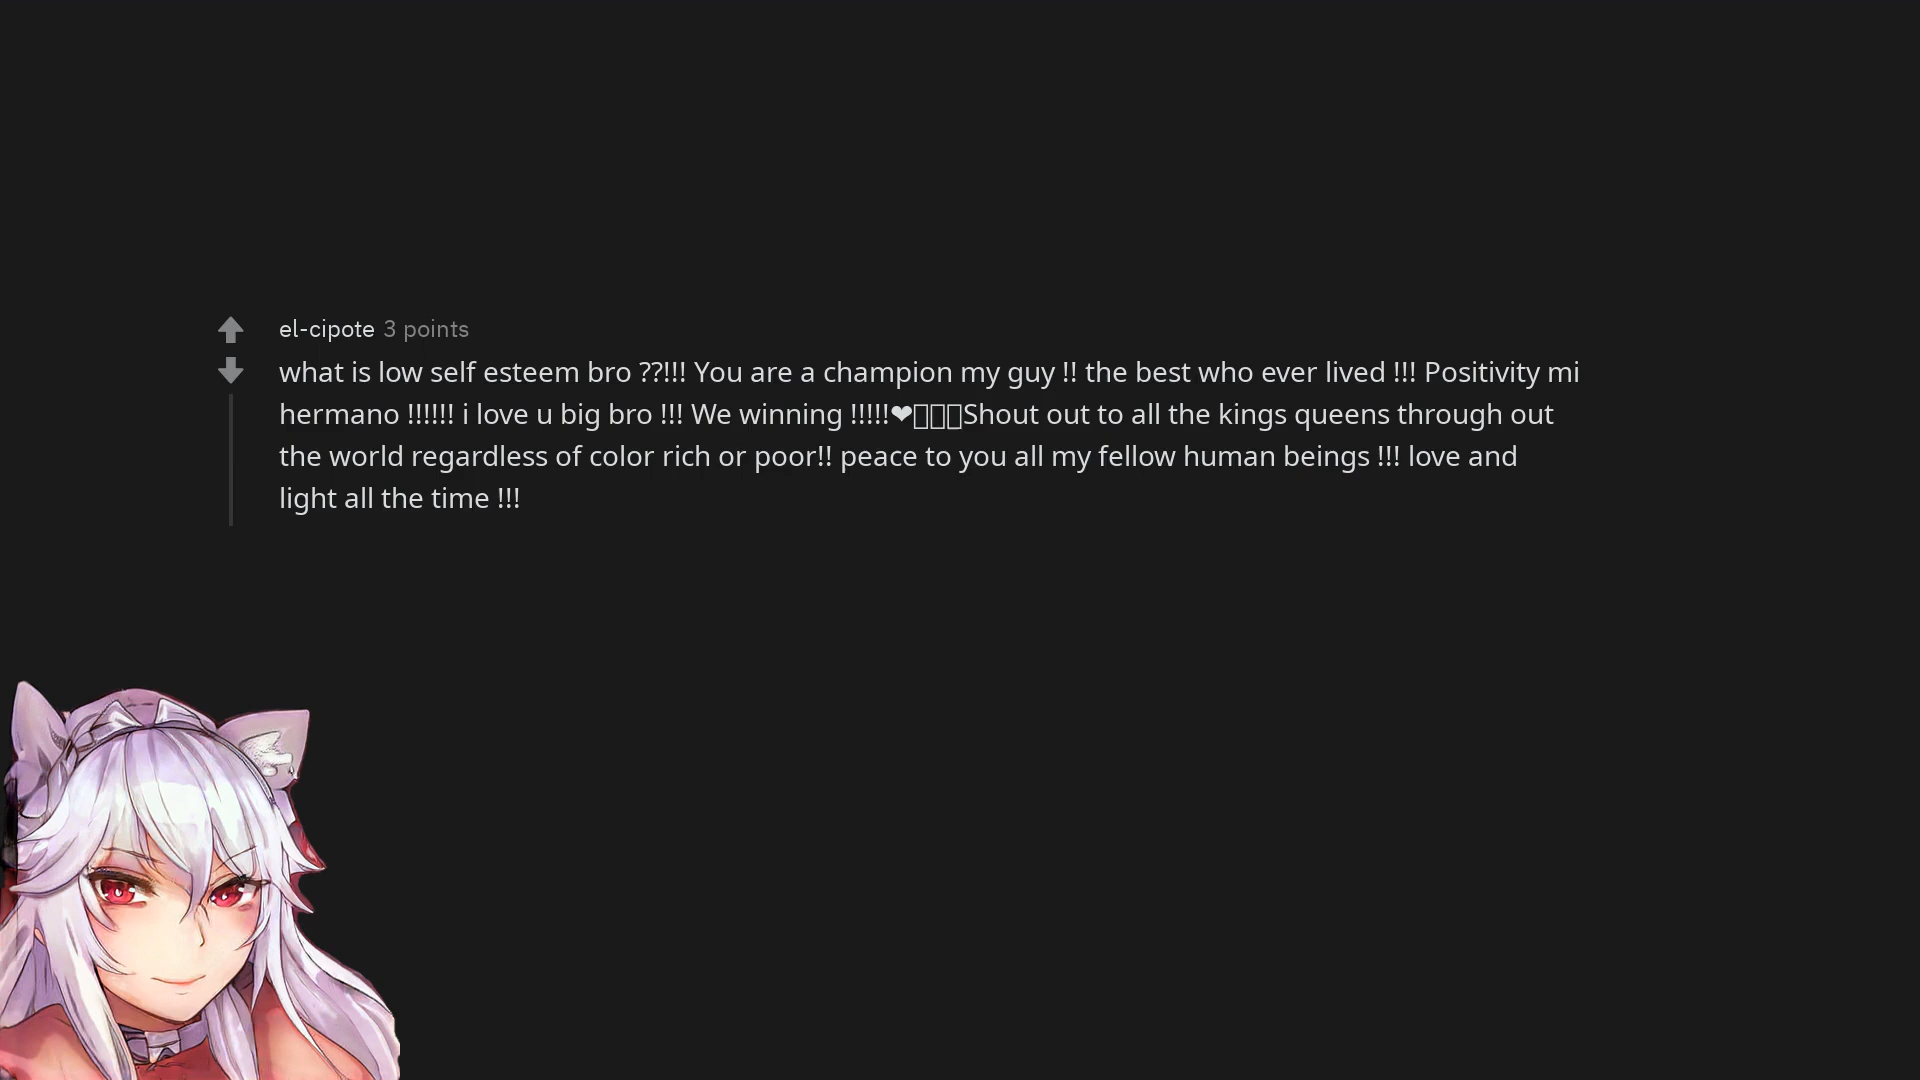 el-cipote 3 points
what is low self esteem bro ??!!! You are a champion my guy !! the best who ever lived !!! Positivity mi
hermano !!!!!! i love u big bro !!! We winning !!!!!❤▯▯▯Shout out to all the kings queens through out
the world regardless of color rich or poor!! peace to you all my fellow human beings !!! love and
light all the time !!!